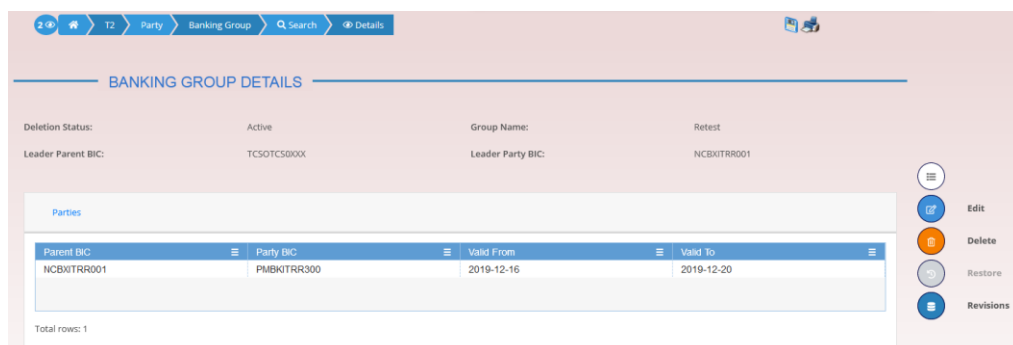 2 T2 Party Banking Group Search Details
BANKING GROUP DETAILS
Deletion Status: Active Group Name: Retest
Leader Parent BIC: TCSOTCS0XXX Leader Party BIC: NCBXITRR001
Parties
Edit
Delete
Parent BIC Party BIC Valid From Valid To
NCBXITRR001 PMBKITRR300 2019-12-16 2019-12-20
Restore
Revisions
Total rows: 1